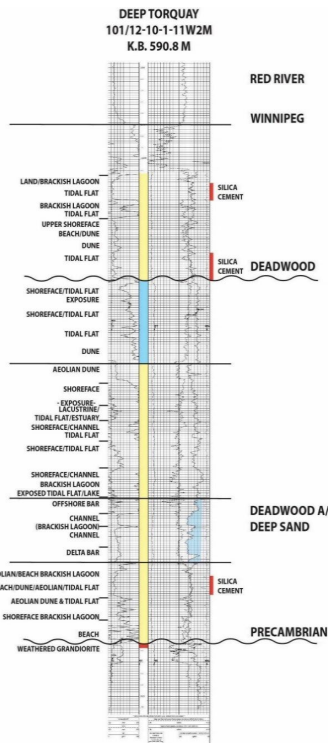 DEEP TORQUAY
101/12-10-1-11W2M
K.B. 590.8 M
RED RIVER
WINNIPEG
LAND/BRACKISH LAGOON
TIDAL FLAT
SILICA
CEMENT
BRACKISH LAGOON
TIDAL FLAT
UPPER SHOREFACE
BEACH/DUNE
DUNE
TIDAL FLAT
SILICA
CEMENT
DEADWOOD
SHOREFACE/TIDAL FLAT
EXPOSURE
SHOREFACE/TIDAL FLAT
TIDAL FLAT
DUNE
AEOLIAN DUNE
SHOREFACE
- EXPOSURE-
LACUSTRINE/
TIDAL FLAT/ESTUARY
SHOREFACE/CHANNEL
TIDAL FLAT
SHOREFACE/TIDAL FLAT
SHOREFACE/CHANNEL
BRACKISH LAGOON
EXPOSED TIDAL FLAT/LAKE
OFFSHORE BAR
CHANNEL
(BRACKISH LAGOON)
CHANNEL
DELTA BAR
DEADWOOD A/
DEEP SAND
OLIAN/BEACH BRACKISH LAGOON
ACH/DUNE/AEOLIAN/TIDAL FLAT
SILICA
CEMENT
AEOLIAN DUNE & TIDAL FLAT
SHOREFACE BRACKISH LAGOON
BEACH
PRECAMBRIAN
WEATHERED GRANDIORITE